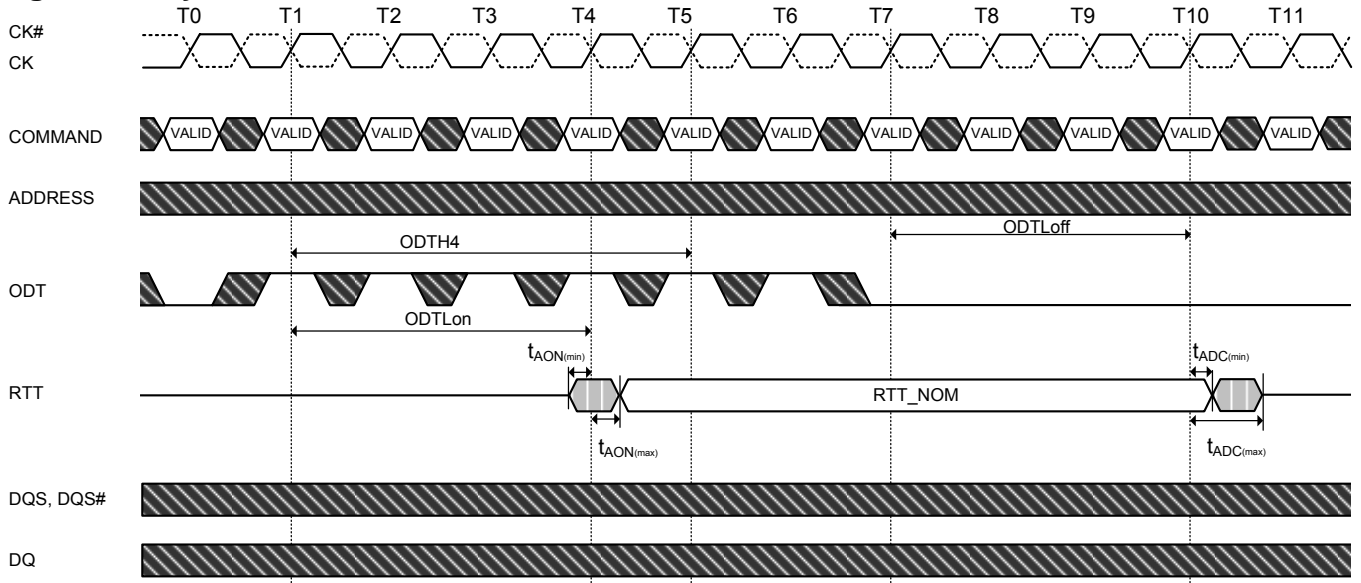 T0 T1 T2 T3 T4 T5 T6 T7 T8 T9 T10 T11
CK#
CK
COMMAND VALID VALID VALID VALID VALID VALID VALID VALID VALID VALID VALID VALID
ADDRESS
ODTLoff
ODTH4
ODT
ODTLon
tAON(min) tADC(min)
RTT RTT_NOM
tAON(max) tADC(max)
DQS, DQS#
DQ